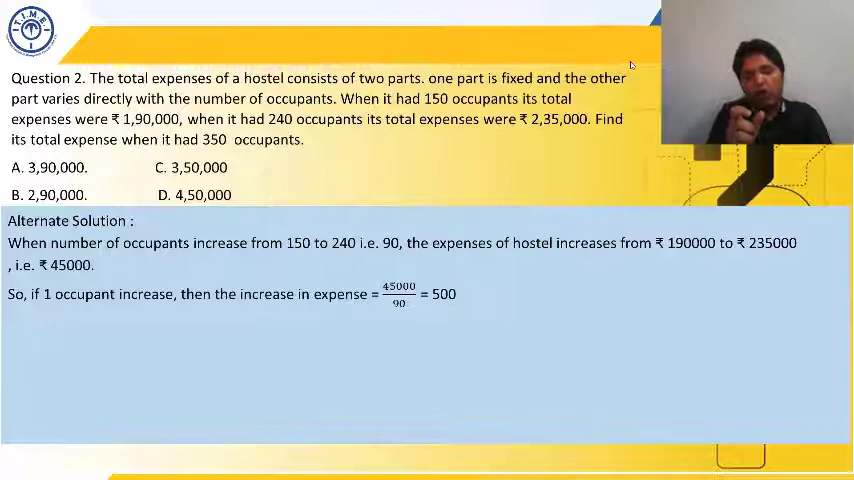 T.I.M.E.
Question 2. The total expenses of a hostel consists of two parts. one part is fixed and the other
part varies directly with the number of occupants. When it had 150 occupants its total
expenses were ₹ 1,90,000, when it had 240 occupants its total expenses were ₹ 2,35,000. Find
its total expense when it had 350 occupants.
A. 3,90,000. C. 3,50,000
B. 2,90,000. D. 4,50,000
Alternate Solution :
When number of occupants increase from 150 to 240 i.e. 90, the expenses of hostel increases from ₹ 190000 to ₹ 235000
, i.e. ₹ 45000.
So, if 1 occupant increase, then the increase in expense = 45000/90 = 500